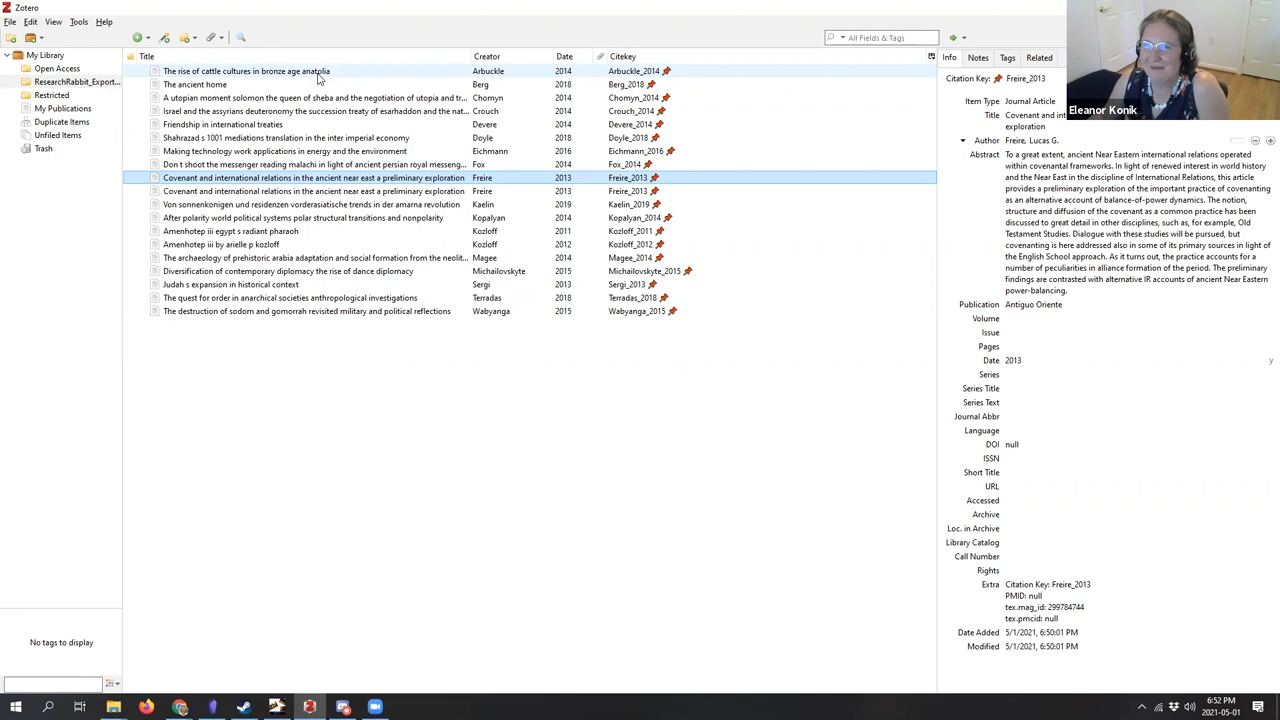 Zotero
File Edit View Tools Help
All Fields & Tags
My Library
Open Access
ResearchRabbit_Export...
Restricted
My Publications
Duplicate Items
Unfiled Items
Trash
Title Creator Date Citekey
The rise of cattle cultures in bronze age anatolia Arbuckle 2014 Arbuckle_2014
The ancient home Berg 2018 Berg_2018
A utopian moment solomon the queen of sheba and the negotiation of utopia and tr... Chomyn 2014 Chomyn_2014
Israel and the assyrians deuteronomy the succession treaty of esarhaddon and the nat... Crouch 2014 Crouch_2014
Friendship in international treaties Devere 2014 Devere_2014
Shahrazad s 1001 mediations translation in the inter imperial economy Doyle 2018 Doyle_2018
Making technology work applications in energy and the environment Eichmann 2016 Eichmann_2016
Don t shoot the messenger reading malachi in light of ancient persian royal messeng... Fox 2014 Fox_2014
Covenant and international relations in the ancient near east a preliminary exploration Freire 2013 Freire_2013
Covenant and international relations in the ancient near east a preliminary exploration Freire 2013 Freire_2013
Von sonnenkonigen und residenzen vorderasiatische trends in der amarna revolution Kaelin 2019 Kaelin_2019
After polarity world political systems polar structural transitions and nonpolarity Kopalyan 2014 Kopalyan_2014
Amenhotep iii egypt s radiant pharaoh Kozloff 2011 Kozloff_2011
Amenhotep iii by arielle p kozloff Kozloff 2012 Kozloff_2012
The archaeology of prehistoric arabia adaptation and social formation from the neolit... Magee 2014 Magee_2014
Diversification of contemporary diplomacy the rise of dance diplomacy Michailovskyte 2015 Michailovskyte_2015
Judah s expansion in historical context Sergi 2013 Sergi_2013
The quest for order in anarchical societies anthropological investigations Terradas 2018 Terradas_2018
The destruction of sodom and gomorrah revisited military and political reflections Wabyanga 2015 Wabyanga_2015
No tags to display
Eleanor Konik
Info Notes Tags Related
Citation Key: Freire_2013
Item Type Journal Article
Title Covenant and int
exploration
Author Freire, Lucas G.
Abstract To a great extent, ancient Near Eastern international relations operated
within covenantal frameworks. In light of renewed interest in world history
and the Near East in the discipline of International Relations, this article
provides a preliminary exploration of the important practice of covenanting
as an alternative account of balance-of-power dynamics. The notion,
structure and diffusion of the covenant as a common practice has been
discussed to great detail in other disciplines, such as, for example, Old
Testament Studies. Dialogue with these studies will be pursued, but
covenanting is here addressed also in some of its primary sources in light of
the English School approach. As it turns out, the practice accounts for a
number of peculiarities in alliance formation of the period. The preliminary
findings are contrasted with alternative IR accounts of ancient Near Eastern
power-balancing.
Publication Antiguo Oriente
Volume
Issue
Pages
Date 2013 y
Series
Series Title
Series Text
Journal Abbr
Language
DOI null
ISSN
Short Title
URL
Accessed
Archive
Loc. in Archive
Library Catalog
Call Number
Rights
Extra Citation Key: Freire_2013
PMID: null
tex.mag_id: 299784744
tex.pmcid: null
Date Added 5/1/2021, 6:50:01 PM
Modified 5/1/2021, 6:50:01 PM
6:52 PM
2021-05-01